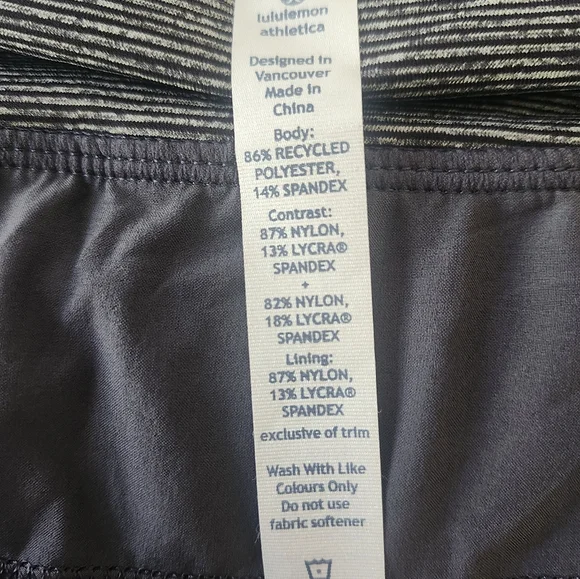 lululemon
athletica
Designed in
Vancouver
Made in
China
Body:
86% RECYCLED
POLYESTER,
14% SPANDEX
Contrast:
87% NYLON,
13% LYCRA®
SPANDEX
+
82% NYLON,
18% LYCRA®
SPANDEX
Lining:
87% NYLON,
13% LYCRA®
SPANDEX
exclusive of trim
Wash With Like
Colours Only
Do not use
fabric softener